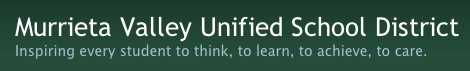 Murrieta Valley Unified School District
Inspiring every student to think, to learn, to achieve, to care.